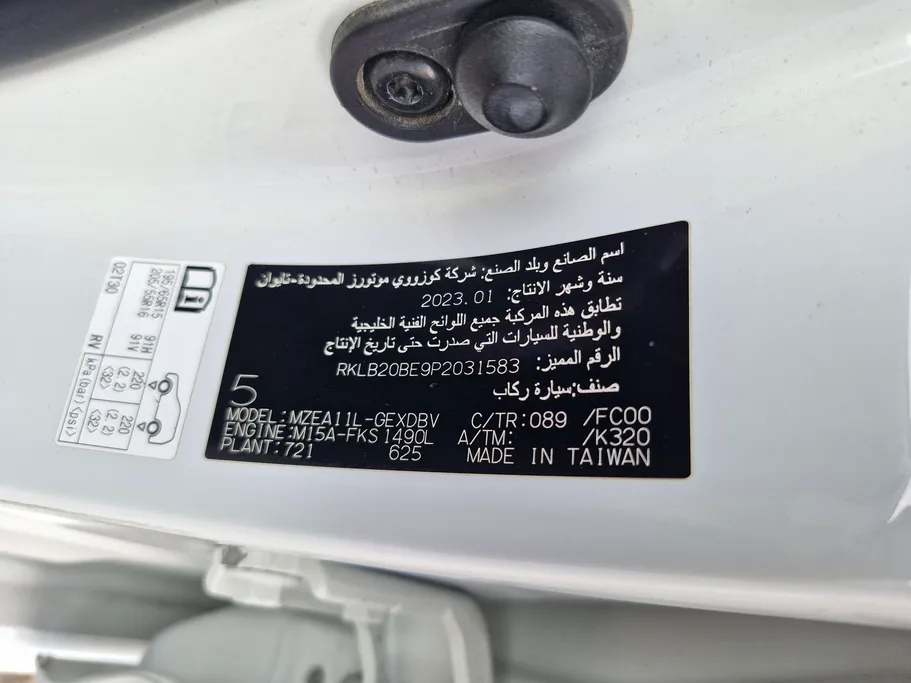 اسم الصانع وبلد الصنع: شركة كوزووي موتورز المحدودة-تايوان
سنة وشهر الانتاج: 2023.01
تطابق هذه المركبة جميع اللوائح الفنية الخليجية
والوطنية للسيارات التي صدرت حتى تاريخ الإنتاج
الرقم المميز: RKLB20BE9P2031583
صنف:سيارة ركاب
5
MODEL:MZEA11L-GEXDBV C/TR:089 /FC00
ENGINE:M15A-FKS 1490L A/TM: /K320
PLANT:721 625 MADE IN TAIWAN
i
195/65R15 91H
205/55R16 91V
02T30 RV
kPa(bar)<psi>
220 (2.2) <32>
220 (2.2) <32>